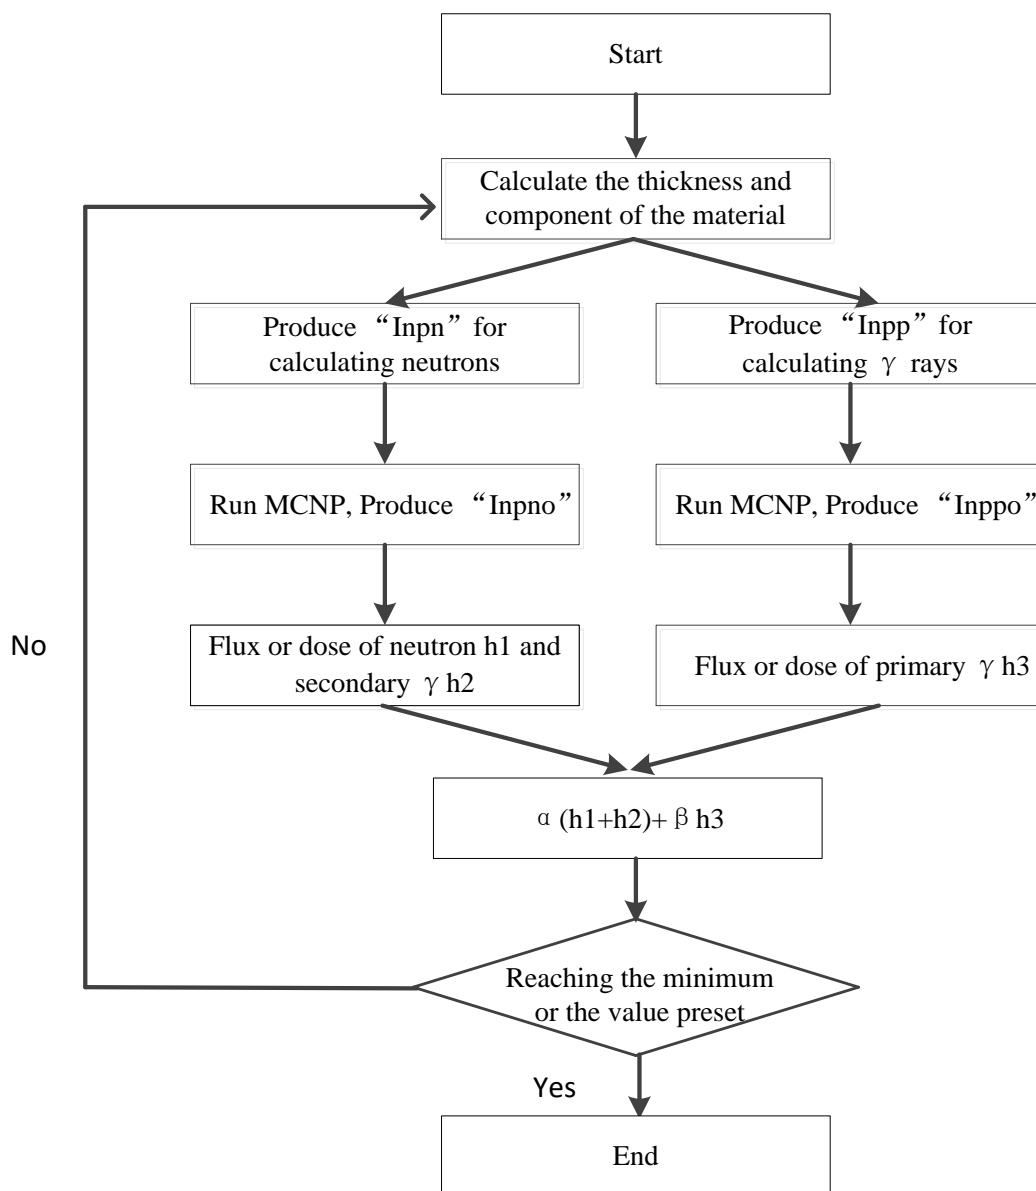 Start
Calculate the thickness and
component of the material
Produce “Inpn” for
calculating neutrons
Produce “Inpp” for
calculating γ rays
Run MCNP, Produce “Inpno”
Run MCNP, Produce “Inppo”
Flux or dose of neutron h1 and
secondary γ h2
Flux or dose of primary γ h3
No
α (h1+h2)+ β h3
Reaching the minimum
or the value preset
Yes
End